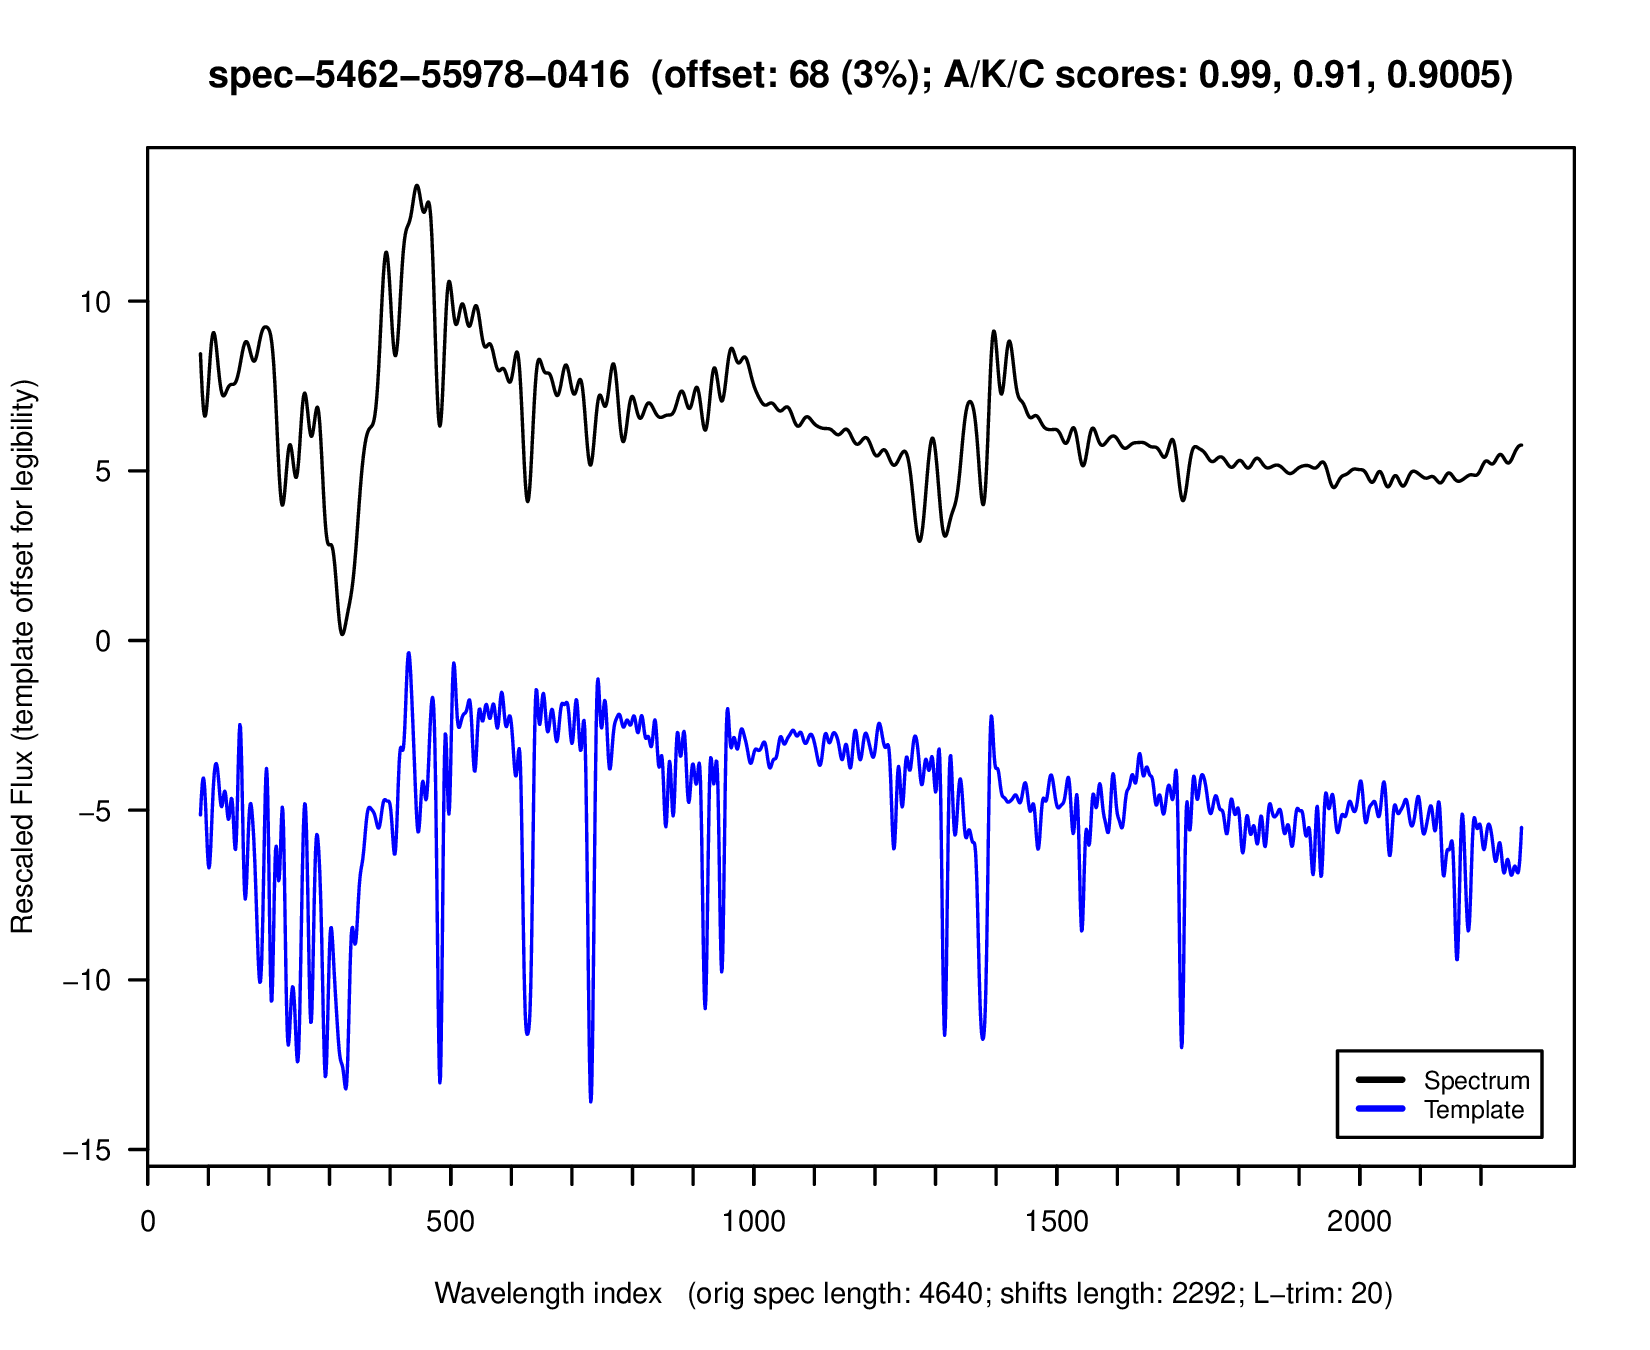 spec−5462−55978−0416 (offset: 68 (3%); A/K/C scores: 0.99, 0.91, 0.9005)
Rescaled Flux (template offset for legibility)
10
5
0
−5
−10
−15
0 500 1000 1500 2000
Spectrum
Template
Wavelength index (orig spec length: 4640; shifts length: 2292; L−trim: 20)